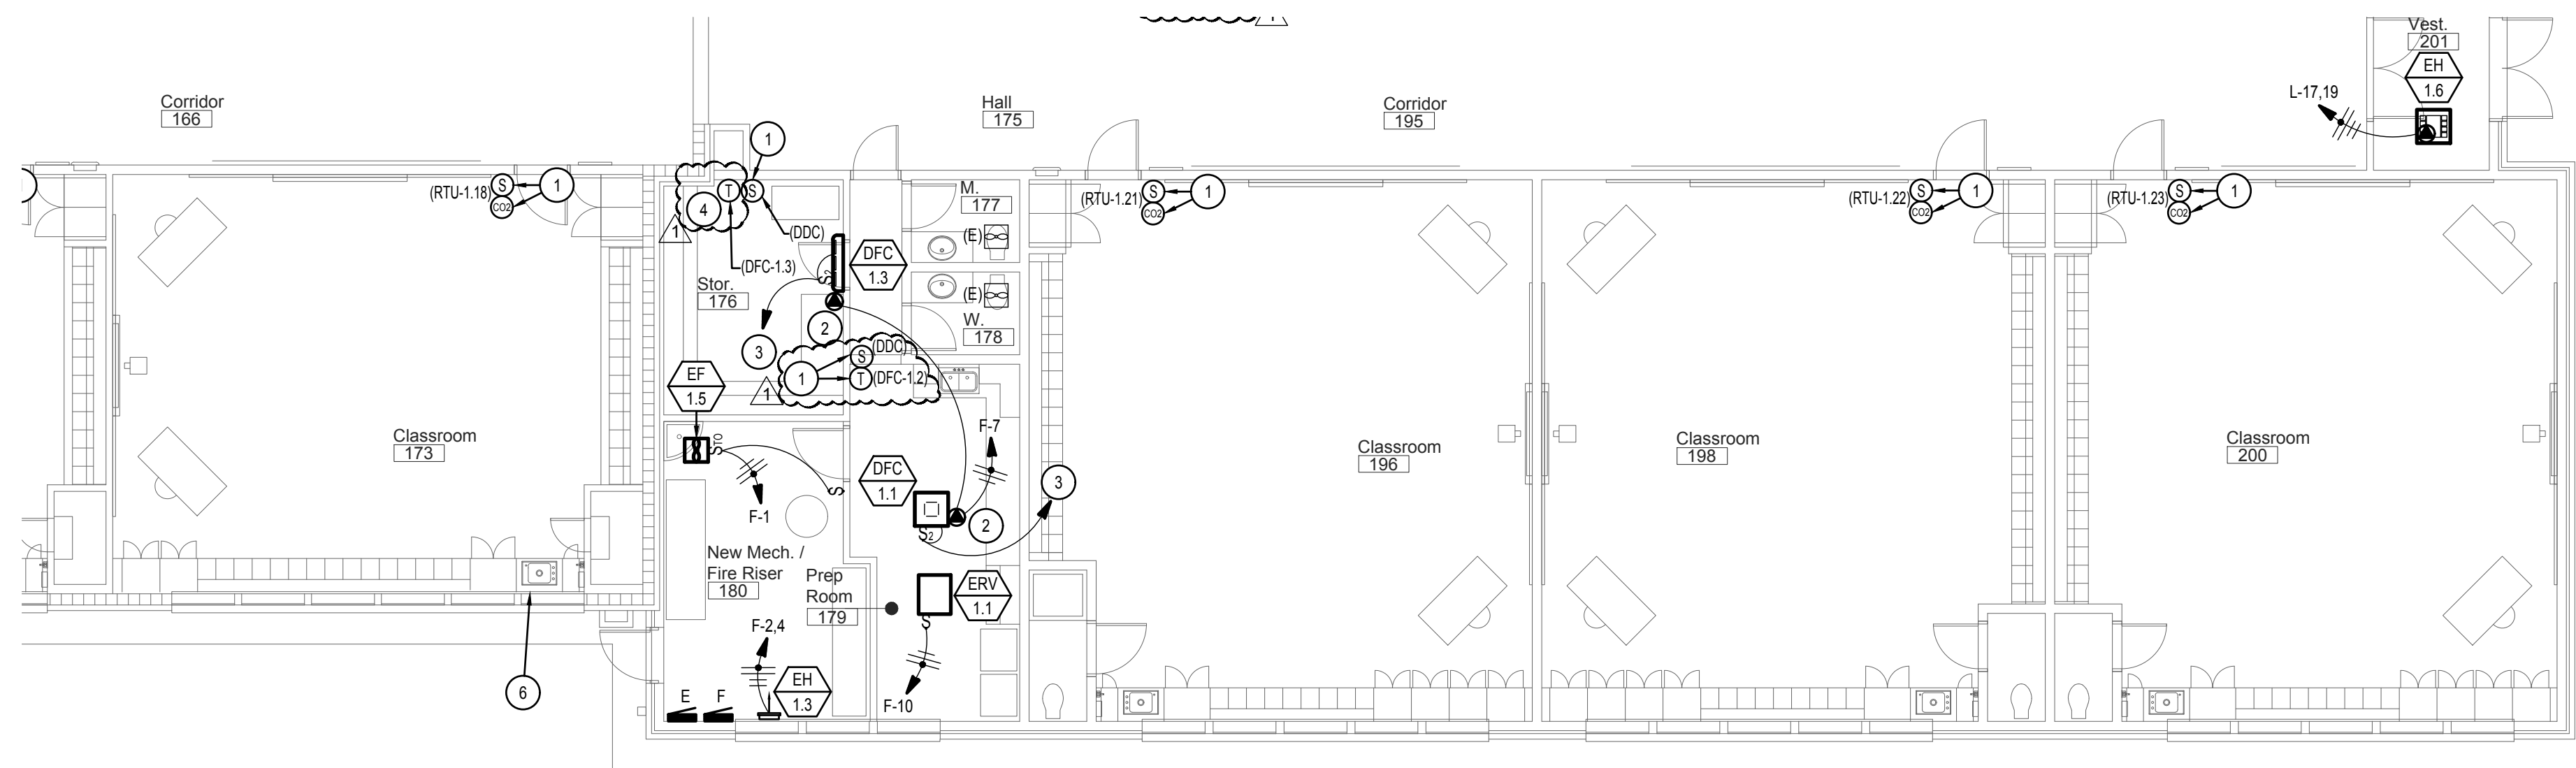 1
Vest.
201
EH
1.6
L-17,19
Corridor
166
Hall
175
Corridor
195
1
(RTU-1.18)
S
CO2
1
T
S
4
1
(DDC)
(DFC-1.3)
Stor.
176
S2
DFC
1.3
M.
177
(E)
(E)
W.
178
2
3
1
S
(DDC)
T
(DFC-1.2)
1
(RTU-1.21)
S
CO2
1
(RTU-1.22)
S
CO2
1
(RTU-1.23)
S
CO2
1
EF
1.5
STO
F-1
S
Classroom
173
F-7
DFC
1.1
S2
2
3
Classroom
196
Classroom
198
Classroom
200
New Mech. /
Fire Riser
180
Prep
Room
179
ERV
1.1
S
F-10
F-2,4
EH
1.3
E
F
6